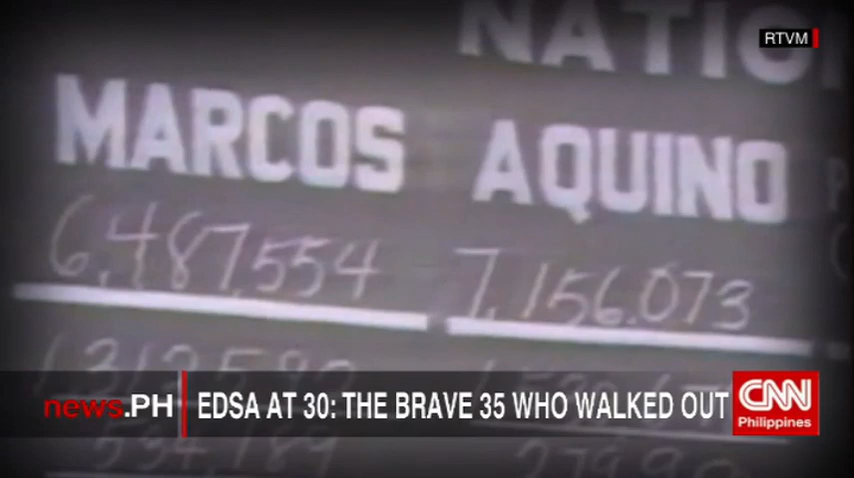 RTVM
NATIO
MARCOS AQUINO
6,487,554 7,156,073
news.PH EDSA AT 30: THE BRAVE 35 WHO WALKED OUT CNN
Philippines